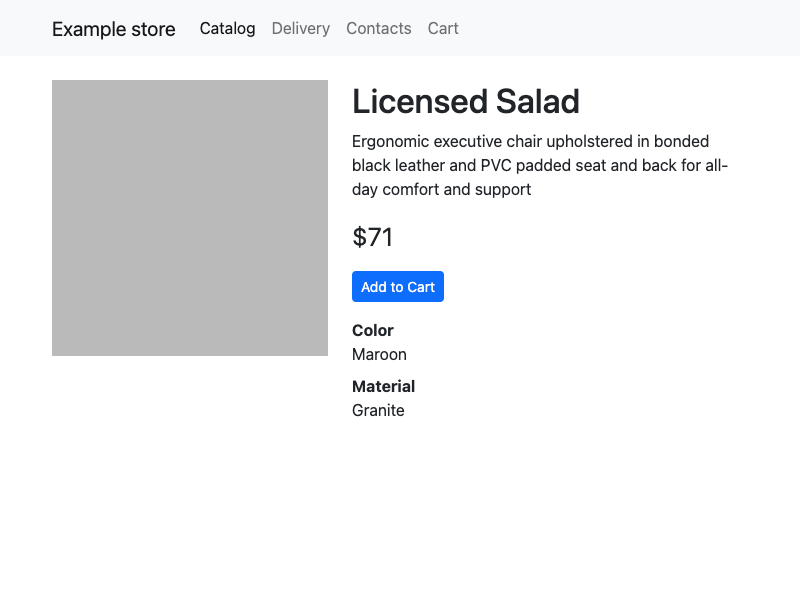 Example store Catalog Delivery Contacts Cart
Licensed Salad
Ergonomic executive chair upholstered in bonded
black leather and PVC padded seat and back for all-
day comfort and support
$71
Add to Cart
Color
Maroon
Material
Granite